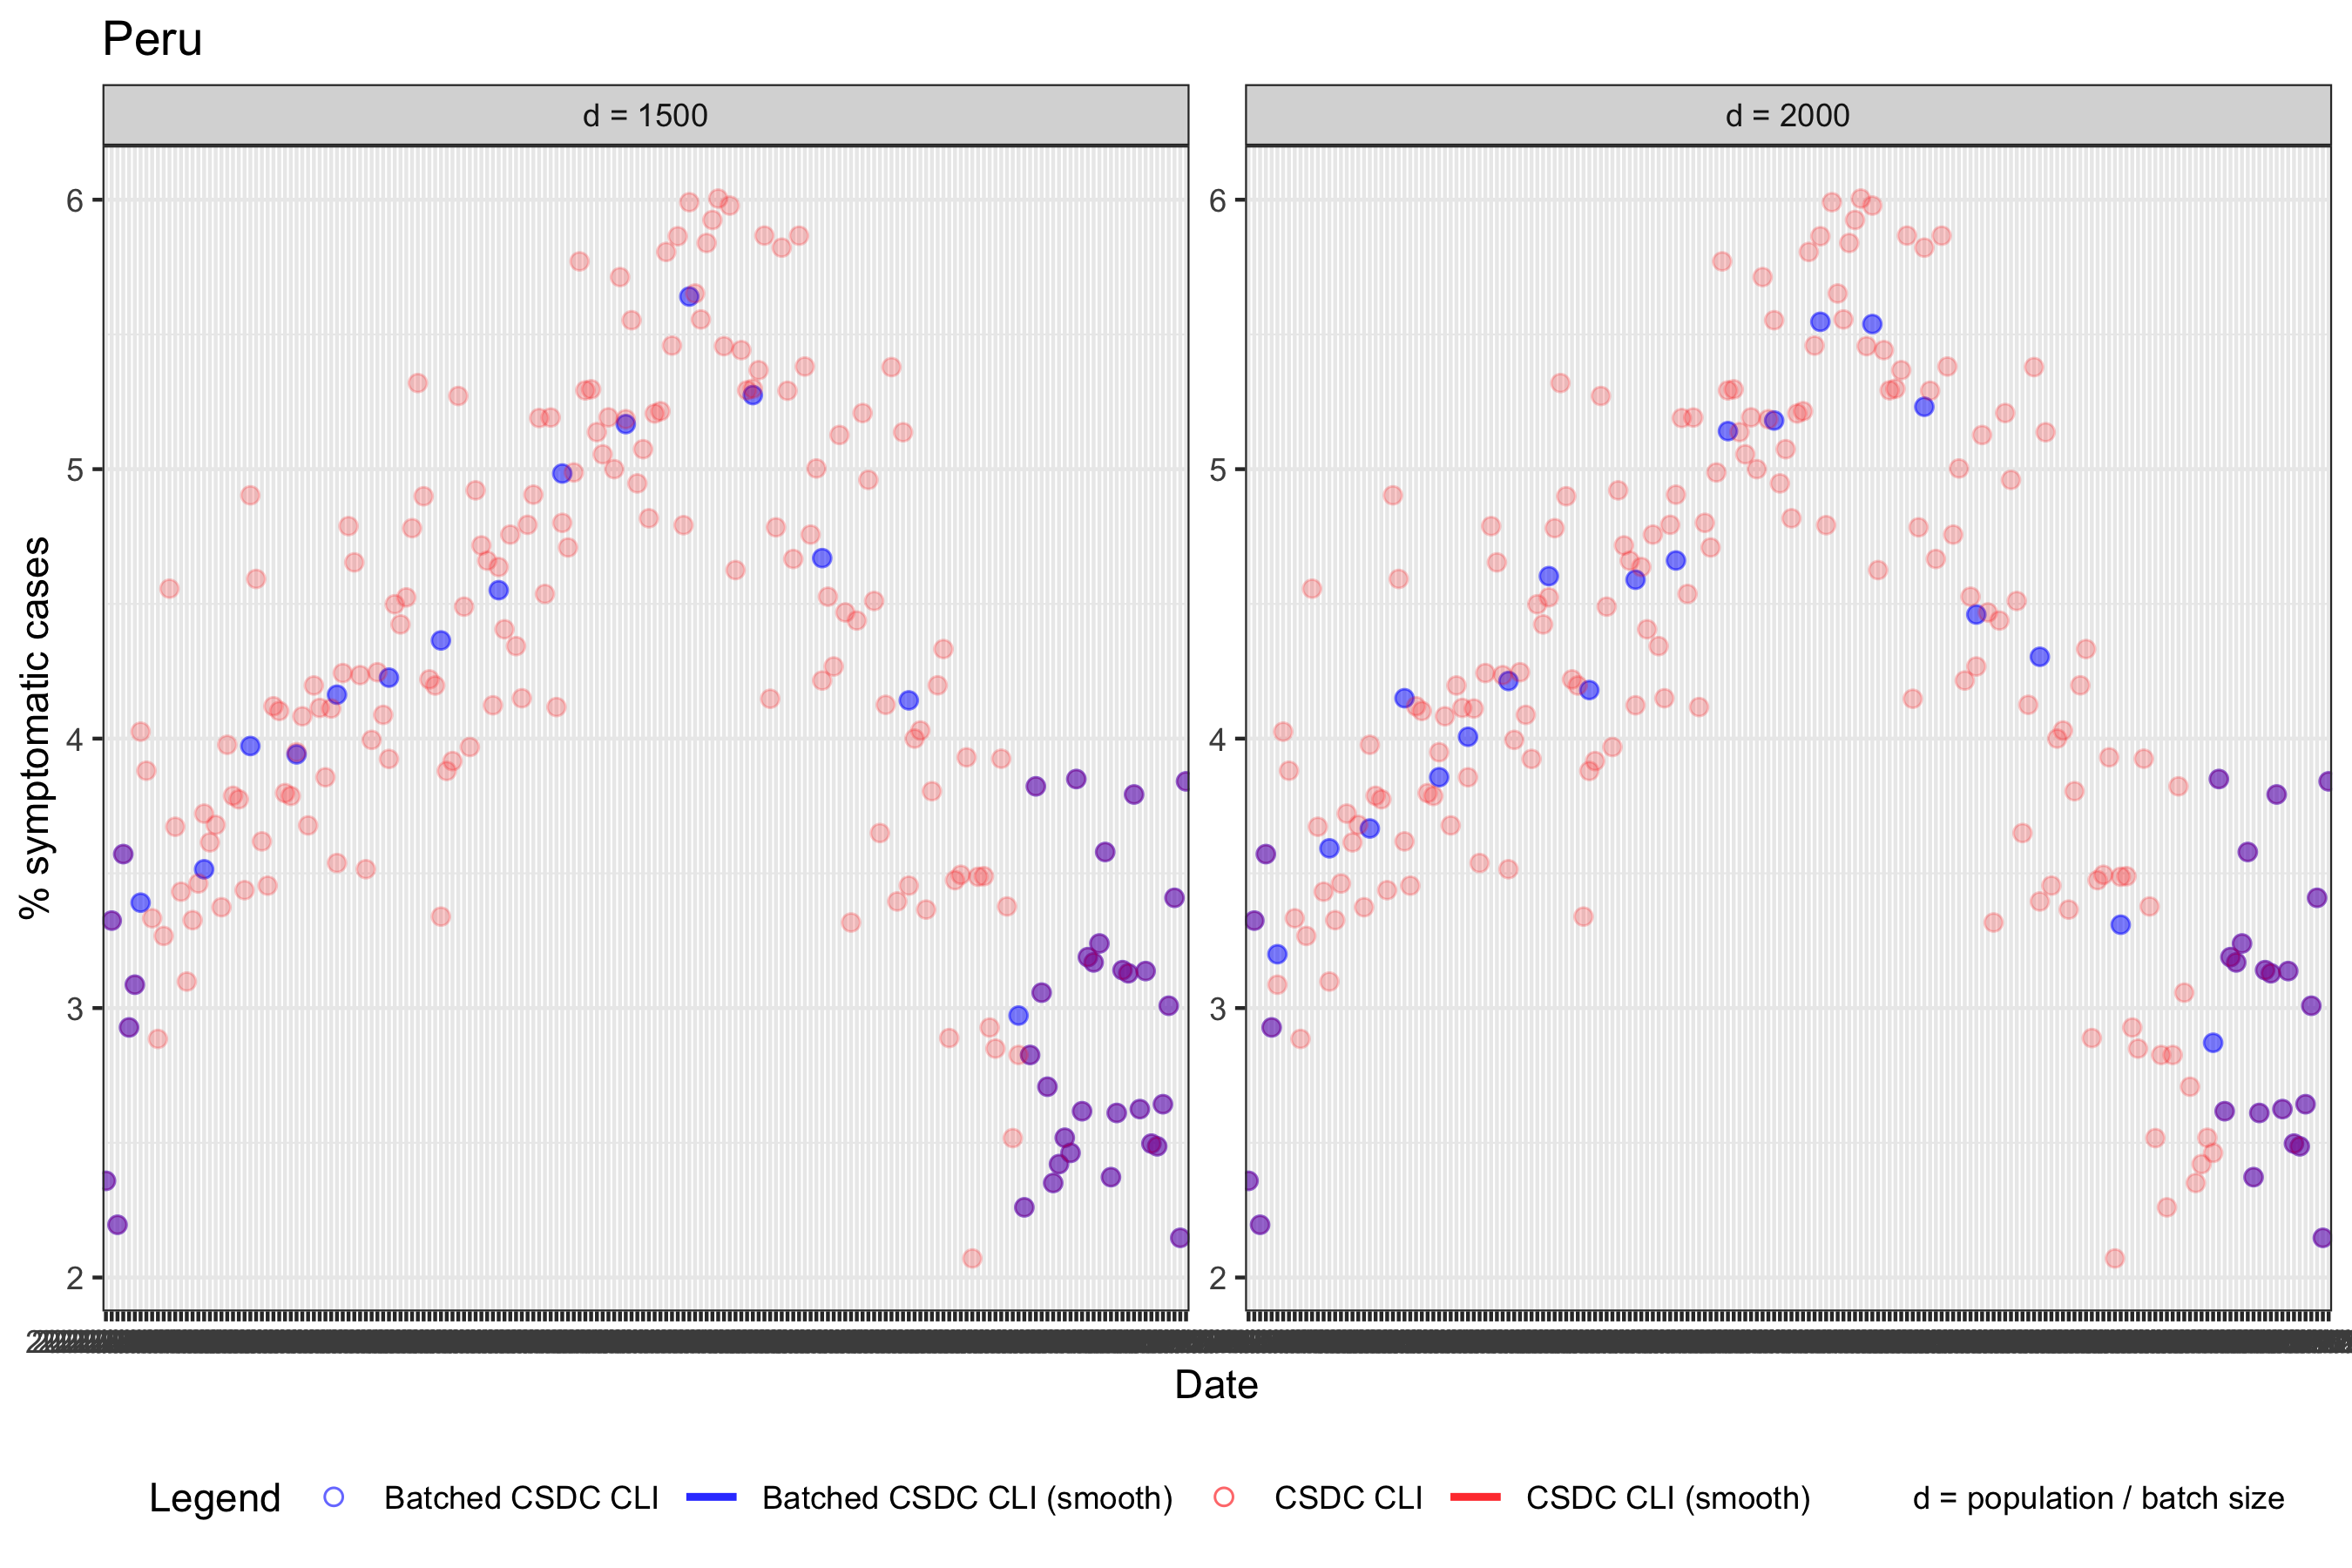 Peru
d = 1500
d = 2000
% symptomatic cases
6
5
4
3
2
6
5
4
3
2
Date
Legend
Batched CSDC CLI
Batched CSDC CLI (smooth)
CSDC CLI
CSDC CLI (smooth)
d = population / batch size